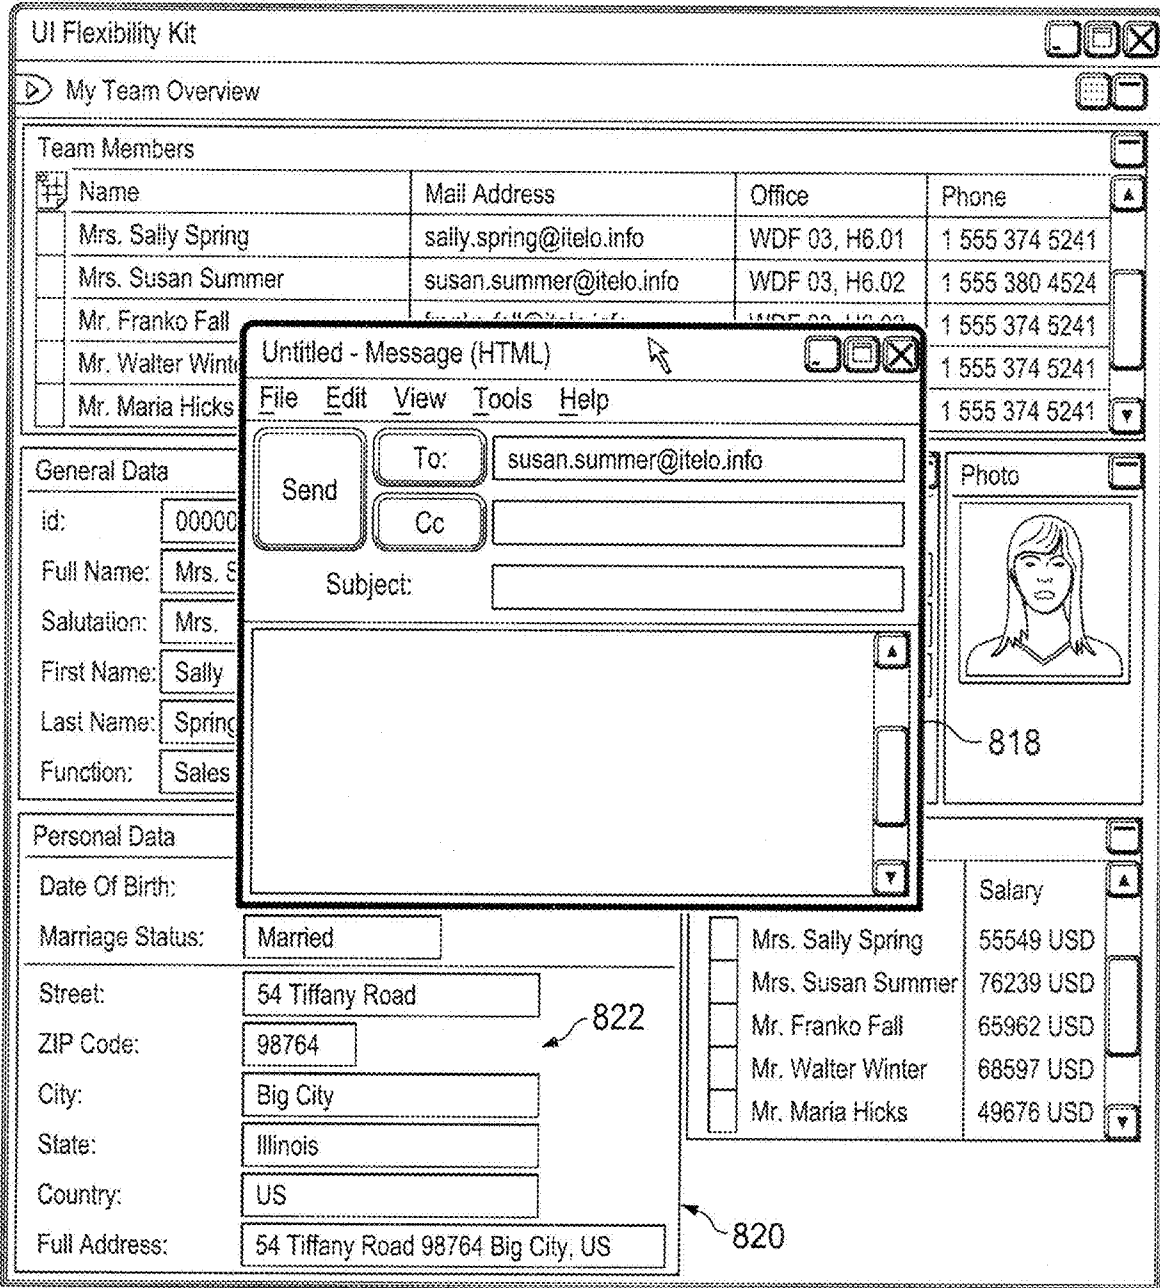 UI Flexibility Kit
My Team Overview
Team Members
Name Mail Address Office Phone
Mrs. Sally Spring sally.spring@itelo.info WDF 03, H6.01 1 555 374 5241
Mrs. Susan Summer susan.summer@itelo.info WDF 03, H6.02 1 555 380 4524
Mr. Franko Fall 1 555 374 5241
Mr. Walter 1 555 374 5241
Mr. Maria Hicks 1 555 374 5241
Untitled - Message (HTML)
File Edit View Tools Help
Send
To: susan.summer@itelo.info
Cc
Subject:
General Data
id: 00000
Full Name: Mrs. S
Salutation: Mrs.
First Name: Sally
Last Name: Spring
Function: Sales
Photo
818
Personal Data
Date Of Birth:
Marriage Status: Married
Street: 54 Tiffany Road
ZIP Code: 98764
City: Big City
State: Illinois
Country: US
Full Address: 54 Tiffany Road 98764 Big City, US
822
820
Salary
Mrs. Sally Spring 55549 USD
Mrs. Susan Summer 76239 USD
Mr. Franko Fall 65962 USD
Mr. Walter Winter 68597 USD
Mr. Maria Hicks 49676 USD